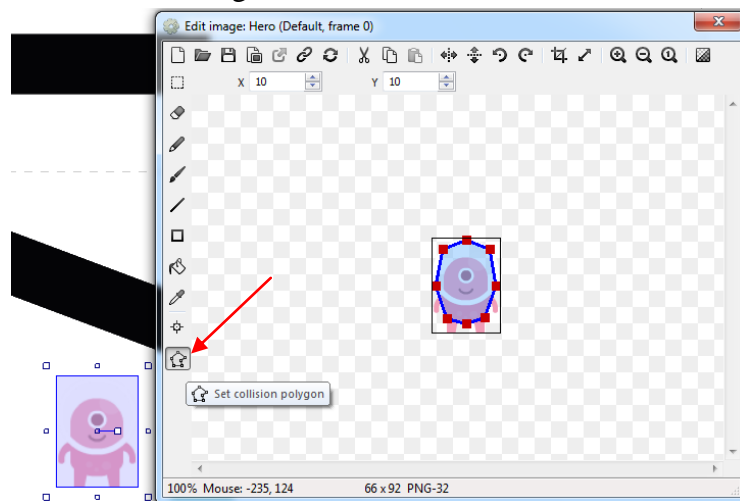 Edit image: Hero (Default, frame 0)
X 10 Y 10
Set collision polygon
100% Mouse: -235, 124 66 x 92 PNG-32